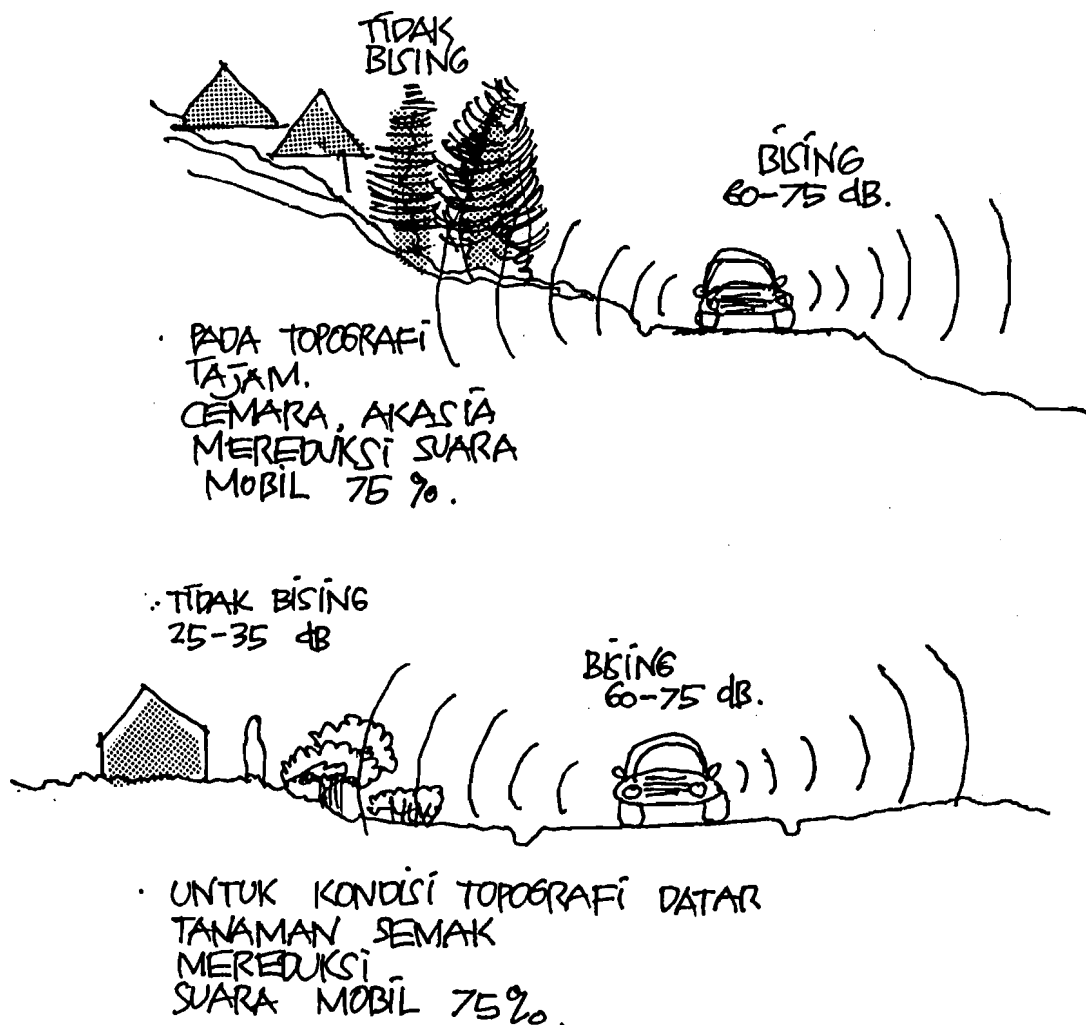 TIDAK
BISING
BISING
60-75 dB.
· PADA TOPOGRAFI
TAJAM.
CEMARA, AKASIA
MEREDUKSI SUARA
MOBIL 75 %.
TIDAK BISING
25-35 dB
BISING
60-75 dB.
· UNTUK KONDISI TOPOGRAFI DATAR
TANAMAN SEMAK
MEREDUKSI
SUARA MOBIL 75%.